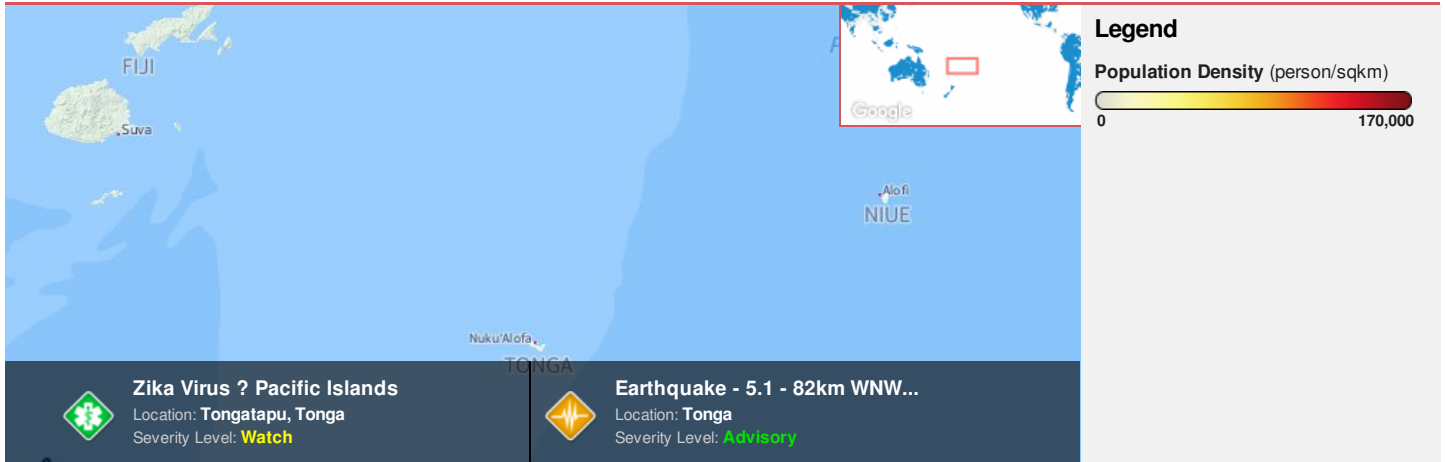 FIJI
Suva
Alofi
NIUE
Nuku'Alofa
TONGA
Google
Legend
Population Density (person/sqkm)
0 170,000
Zika Virus ? Pacific Islands
Location: Tongatapu, Tonga
Severity Level: Watch
Earthquake - 5.1 - 82km WNW...
Location: Tonga
Severity Level: Advisory